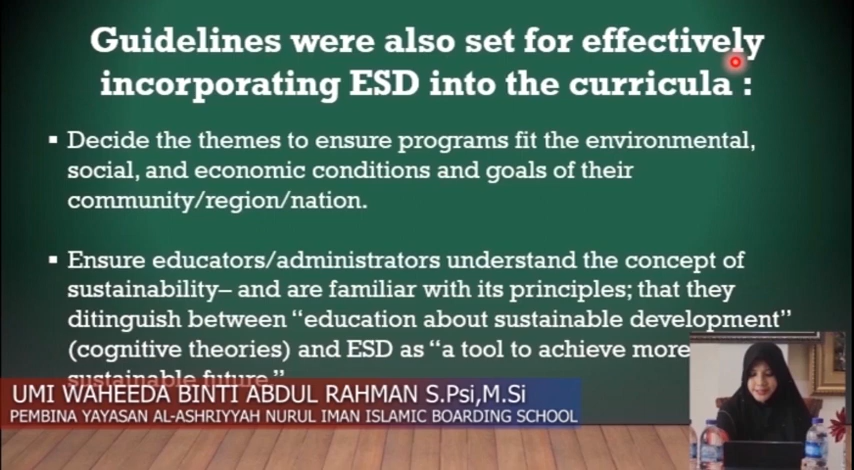 Guidelines were also set for effectively
incorporating ESD into the curricula :
▪ Decide the themes to ensure programs fit the environmental,
social, and economic conditions and goals of their
community/region/nation.
▪ Ensure educators/administrators understand the concept of
sustainability– and are familiar with its principles; that they
ditinguish between “education about sustainable development”
(cognitive theories) and ESD as “a tool to achieve more
sustainable future.”
UMI WAHEEDA BINTI ABDUL RAHMAN S.Psi,M.Si
PEMBINA YAYASAN AL-ASHRIYYAH NURUL IMAN ISLAMIC BOARDING SCHOOL